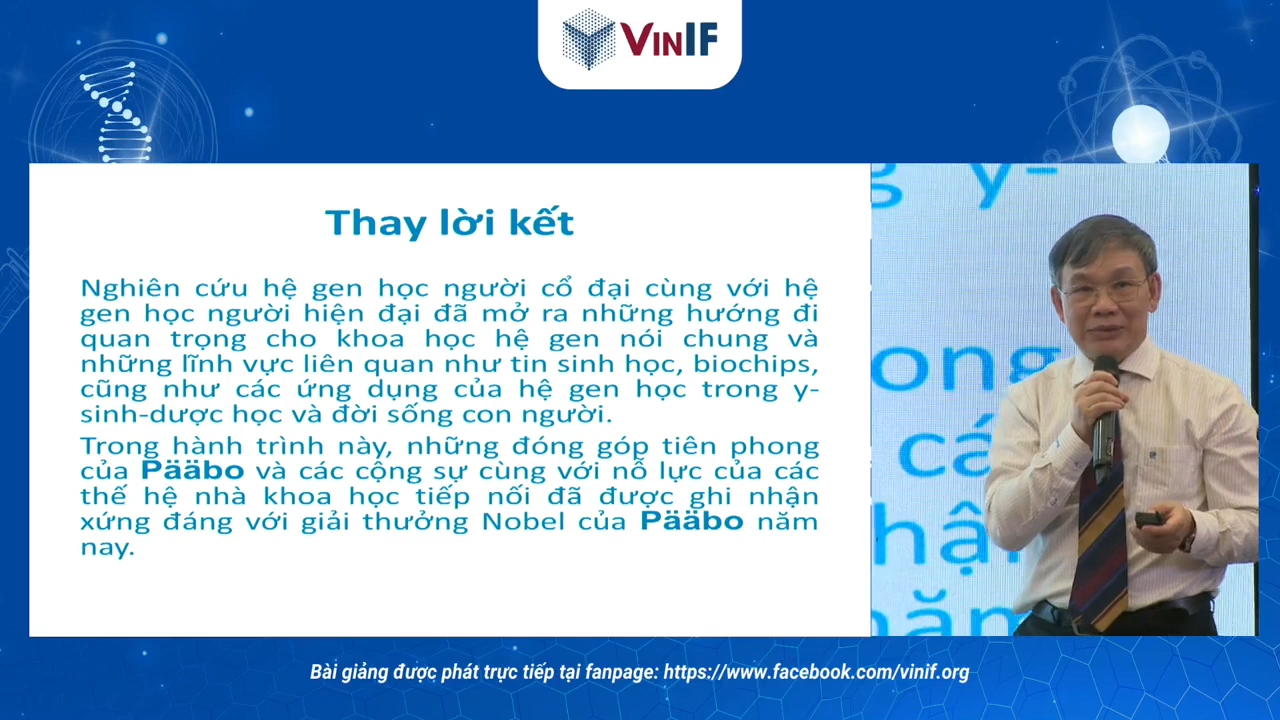 VINIF
Thay lời kết
Nghiên cứu hệ gen học người cổ đại cùng với hệ
gen học người hiện đại đã mở ra những hướng đi
quan trọng cho khoa học hệ gen nói chung và
những lĩnh vực liên quan như tin sinh học, biochips,
cũng như các ứng dụng của hệ gen học trong y-
sinh-dược học và đời sống con người.
Trong hành trình này, những đóng góp tiên phong
của Pääbo và các cộng sự cùng với nỗ lực của các
thế hệ nhà khoa học tiếp nối đã được ghi nhận
xứng đáng với giải thưởng Nobel của Pääbo năm
nay.
g y-
ong
cá
hậ
năm
Bài giảng được phát trực tiếp tại fanpage: https://www.facebook.com/vinif.org